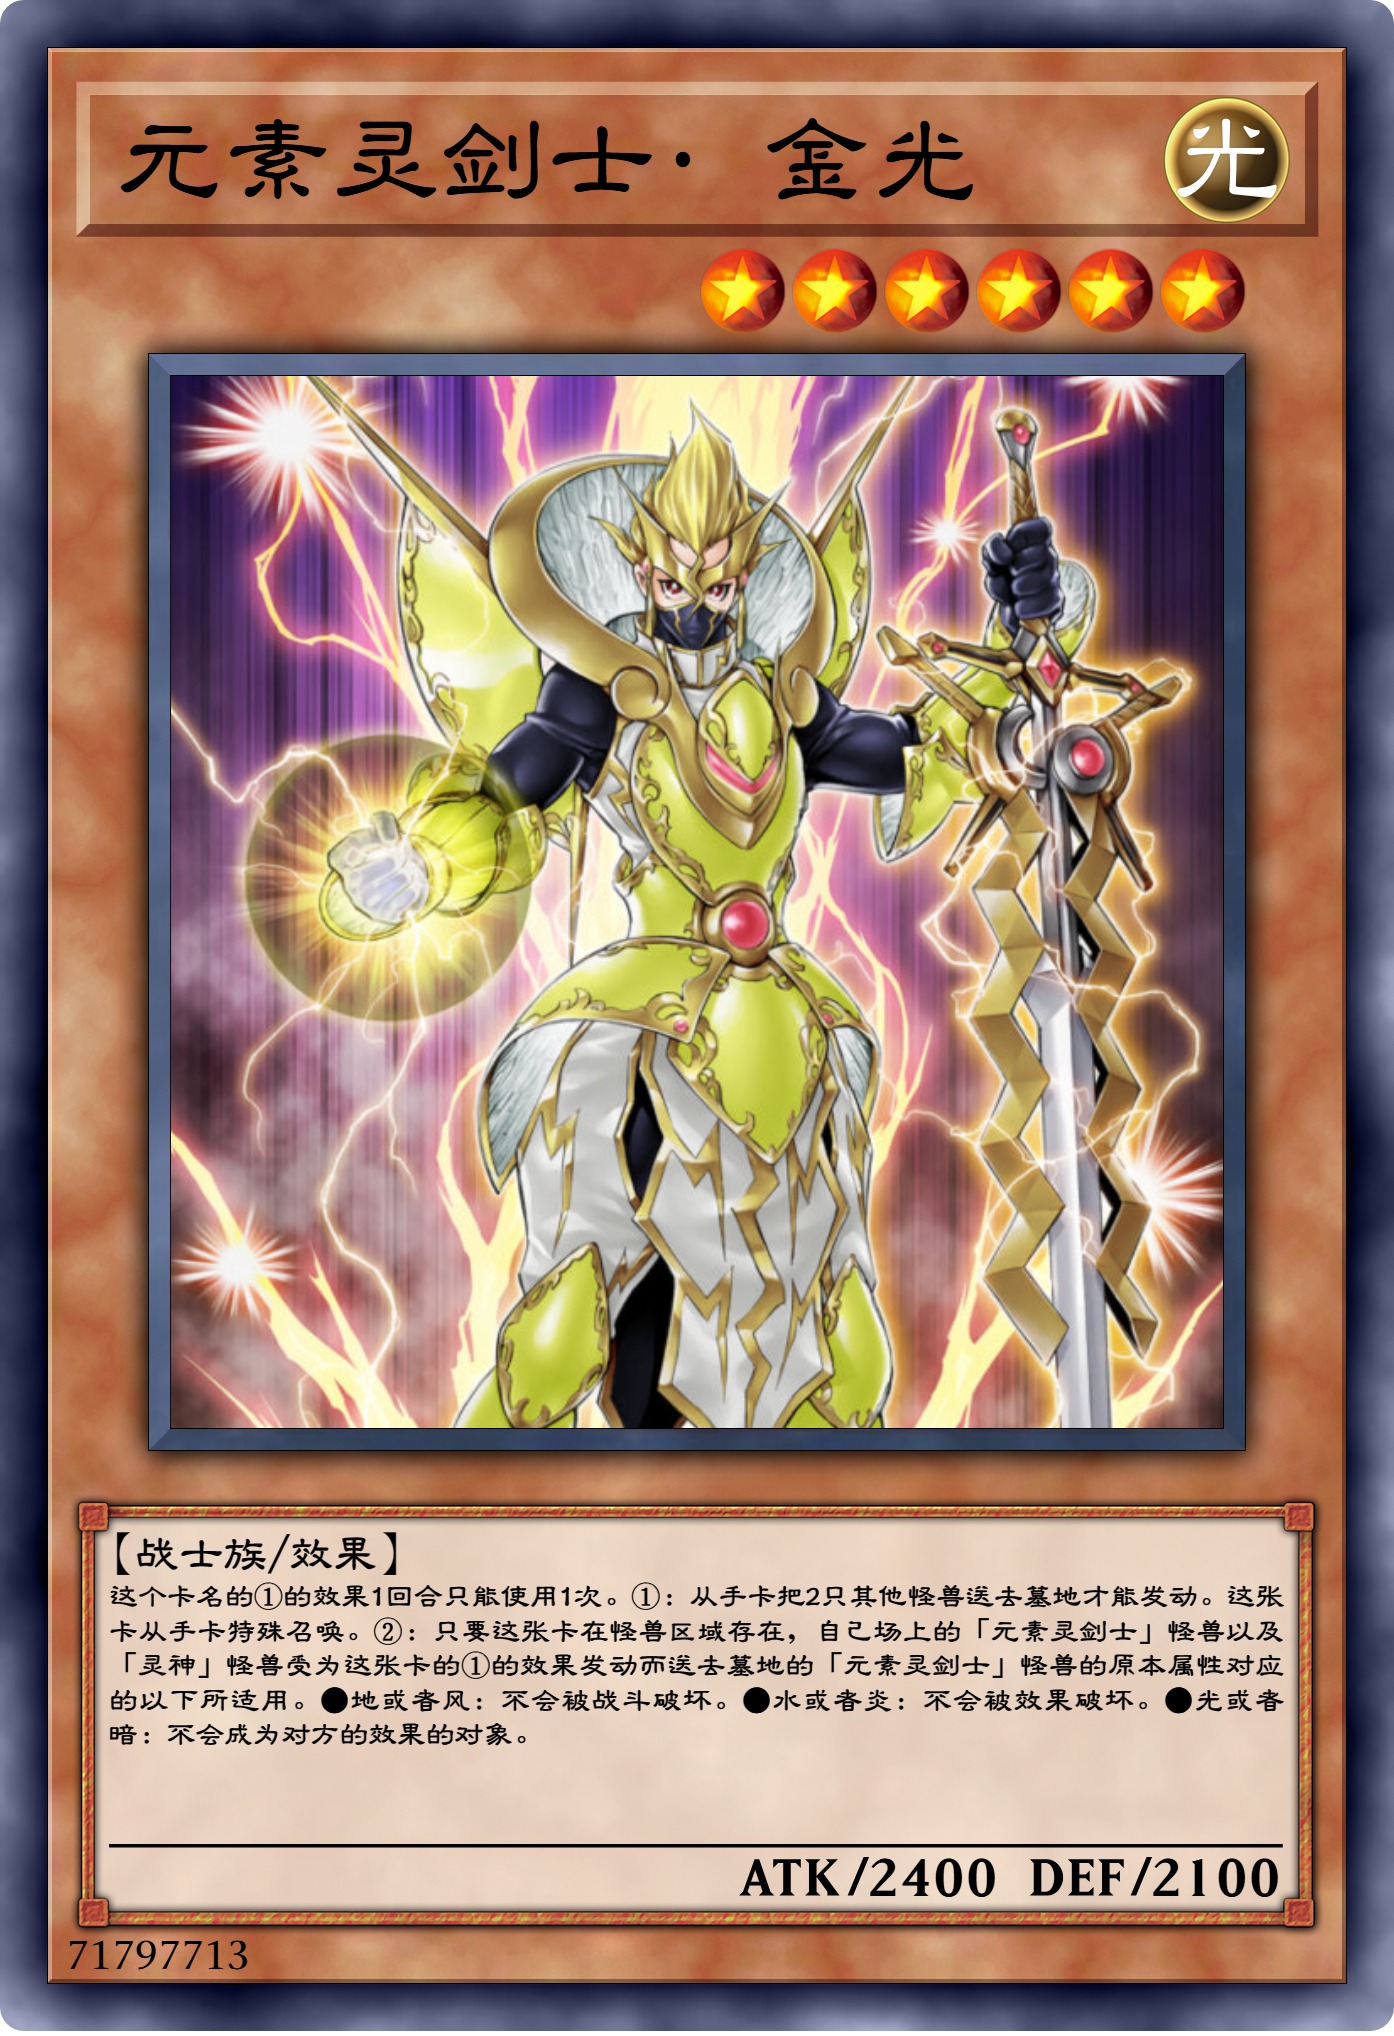 元素灵剑士·金光
光
【战士族/效果】
这个卡名的①的效果1回合只能使用1次。①：从手卡把2只其他怪兽送去墓地才能发动。这张
卡从手卡特殊召唤。②：只要这张卡在怪兽区域存在，自己场上的「元素灵剑士」怪兽以及
「灵神」怪兽受为这张卡的①的效果发动而送去墓地的「元素灵剑士」怪兽的原本属性对应
的以下所适用。●地或者风：不会被战斗破坏。●水或者炎：不会被效果破坏。●光或者
暗：不会成为对方的效果的对象。
ATK/2400 DEF/2100
71797713